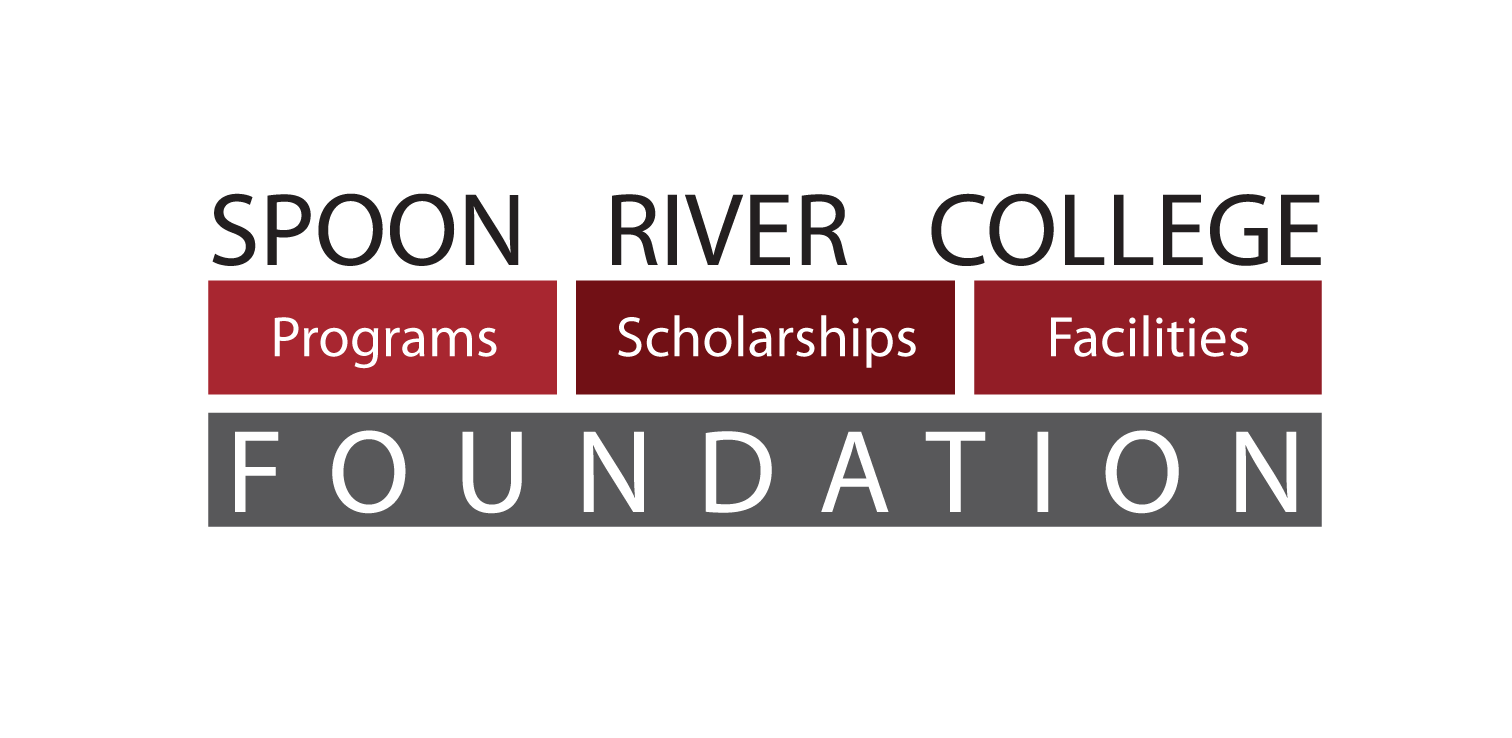 SPOON RIVER COLLEGE
Programs Scholarships Facilities
FOUNDATION